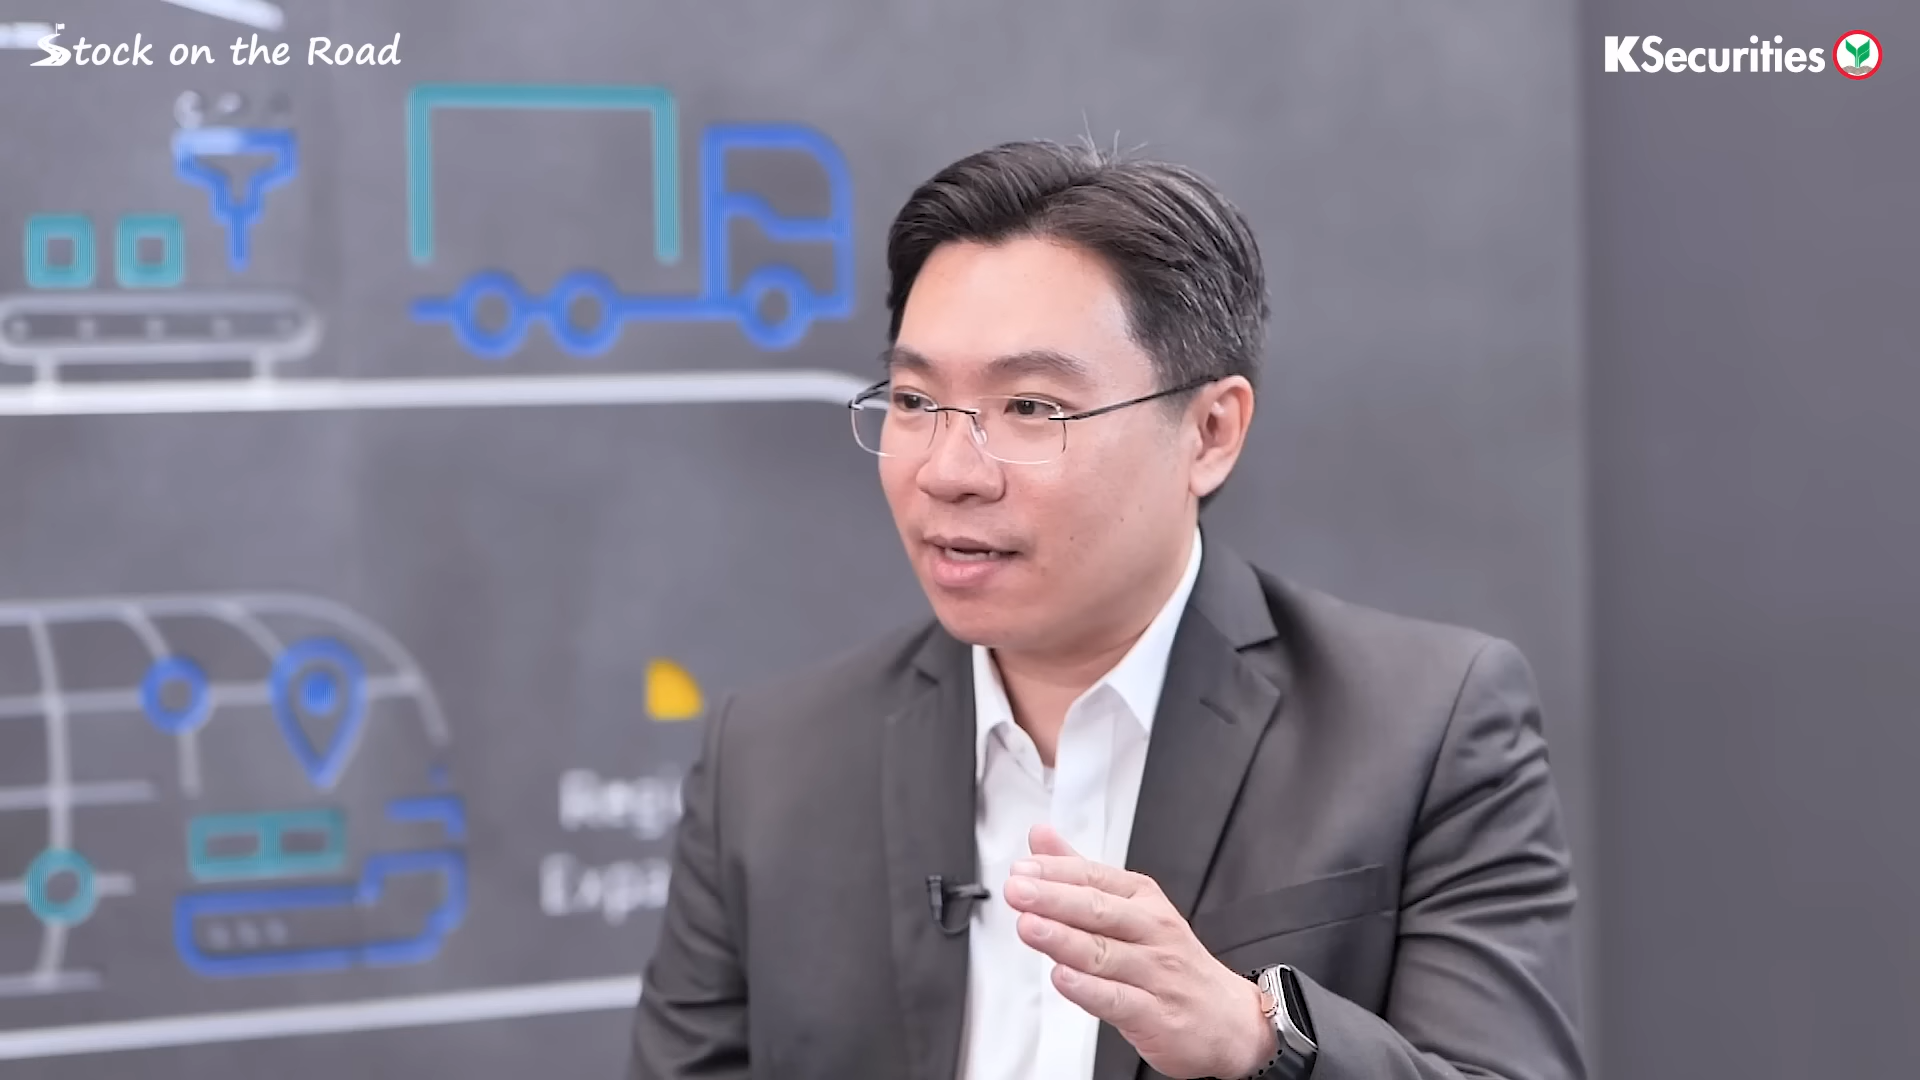 Stock on the Road
KSecurities